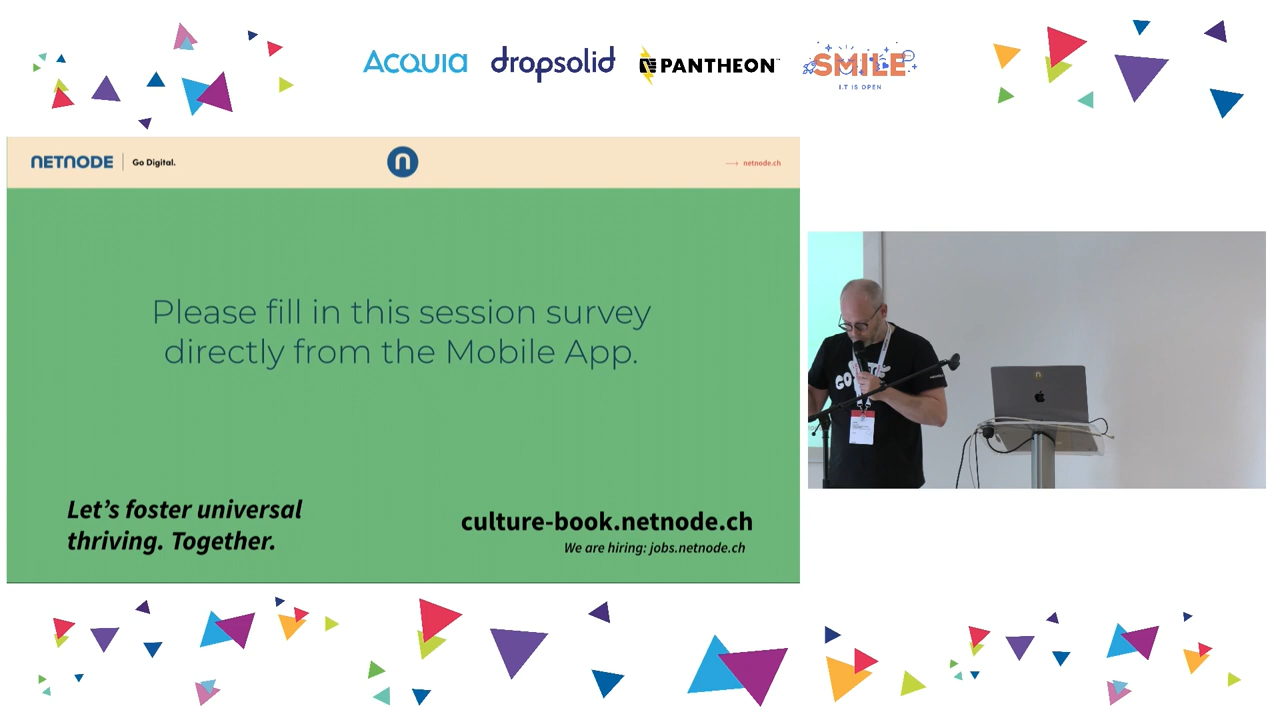 ACQUIA
dropsolid
PANTHEON
SMILE
I.T IS OPEN
NETNODE
Go Digital.
n
→ netnode.ch
Please fill in this session survey
directly from the Mobile App.
Let’s foster universal
thriving. Together.
culture-book.netnode.ch
We are hiring: jobs.netnode.ch